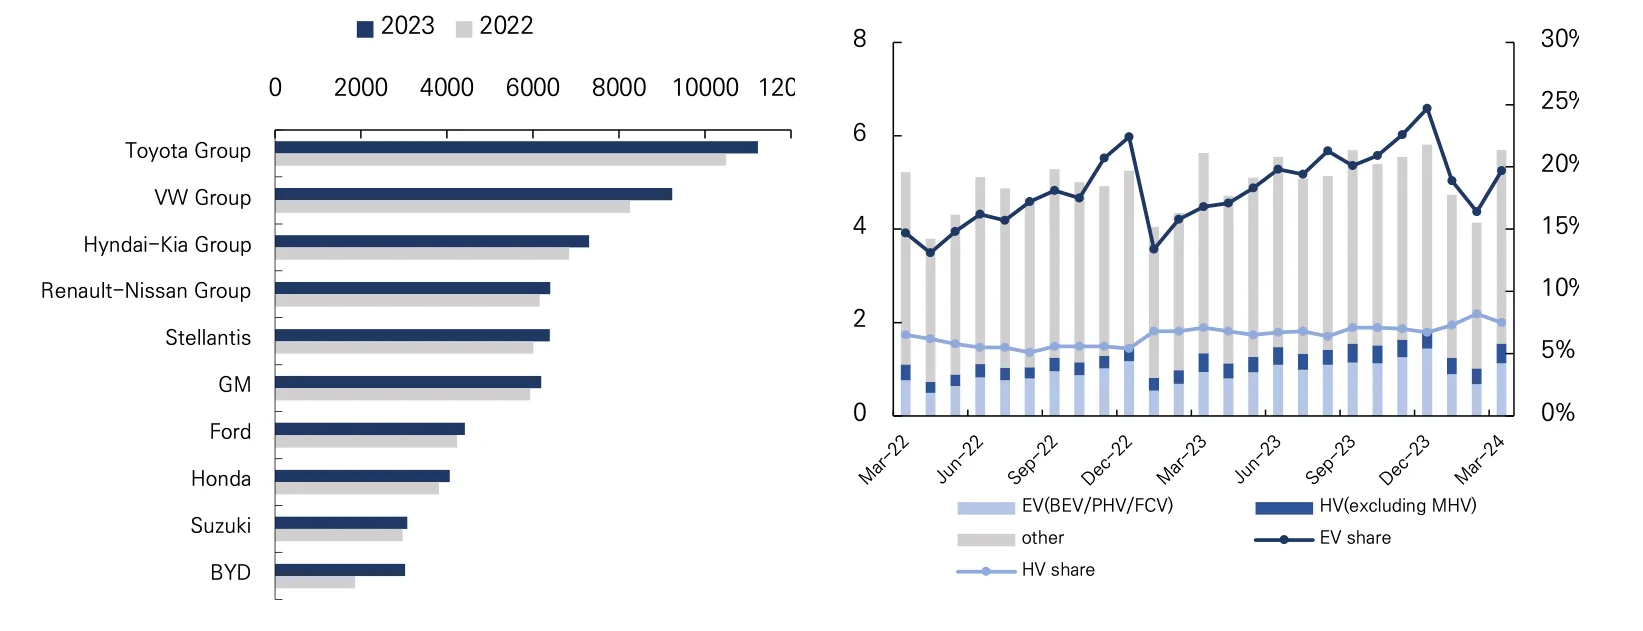 2023 2022
0 2000 4000 6000 8000 10000 120
Toyota Group
VW Group
Hyndai-Kia Group
Renault-Nissan Group
Stellantis
GM
Ford
Honda
Suzuki
BYD
8 30%
25%
6
20%
4 15%
10%
2
5%
0 0%
Mar-22 Jun-22 Sep-22 Dec-22 Mar-23 Jun-23 Sep-23 Dec-23 Mar-24
EV(BEV/PHV/FCV) HV(excluding MHV)
other EV share
HV share